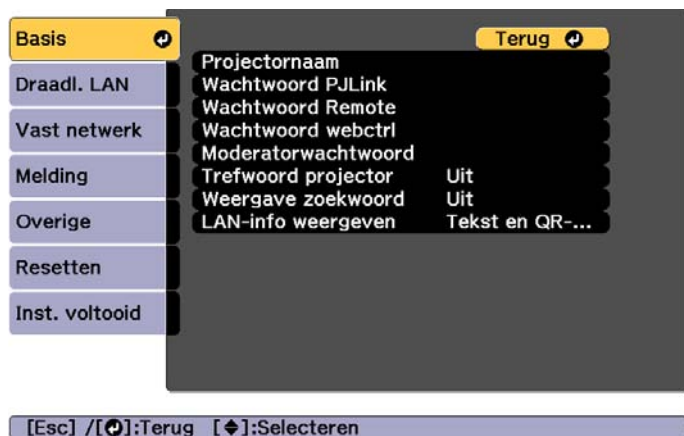 Basis
Draadl. LAN
Vast netwerk
Melding
Overige
Resetten
Inst. voltooid
Terug
Projectornaam
Wachtwoord PJLink
Wachtwoord Remote
Wachtwoord webctrl
Moderatorwachtwoord
Trefwoord projector Uit
Weergave zoekwoord Uit
LAN-info weergeven Tekst en QR-...
[Esc] /[⏎]:Terug [◆]:Selecteren